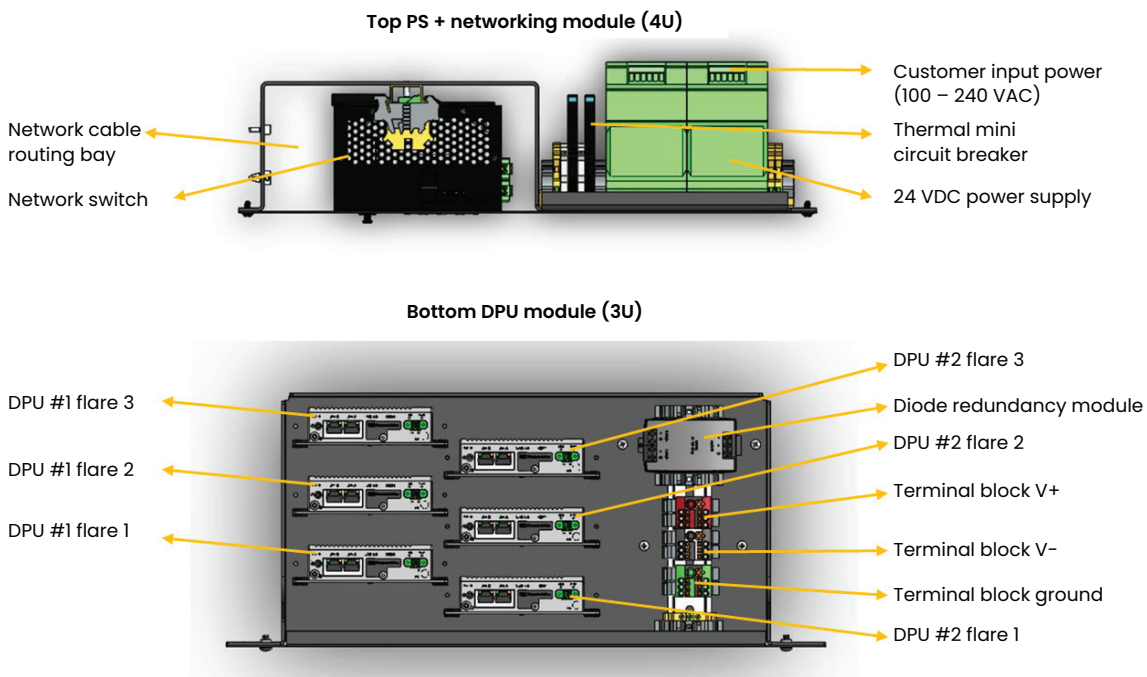 Top PS + networking module (4U)
Customer input power
(100 – 240 VAC)
Network cable
routing bay
Thermal mini
circuit breaker
Network switch
24 VDC power supply
Bottom DPU module (3U)
DPU #2 flare 3
DPU #1 flare 3
Diode redundancy module
DPU #2 flare 2
DPU #1 flare 2
Terminal block V+
DPU #1 flare 1
Terminal block V-
Terminal block ground
DPU #2 flare 1